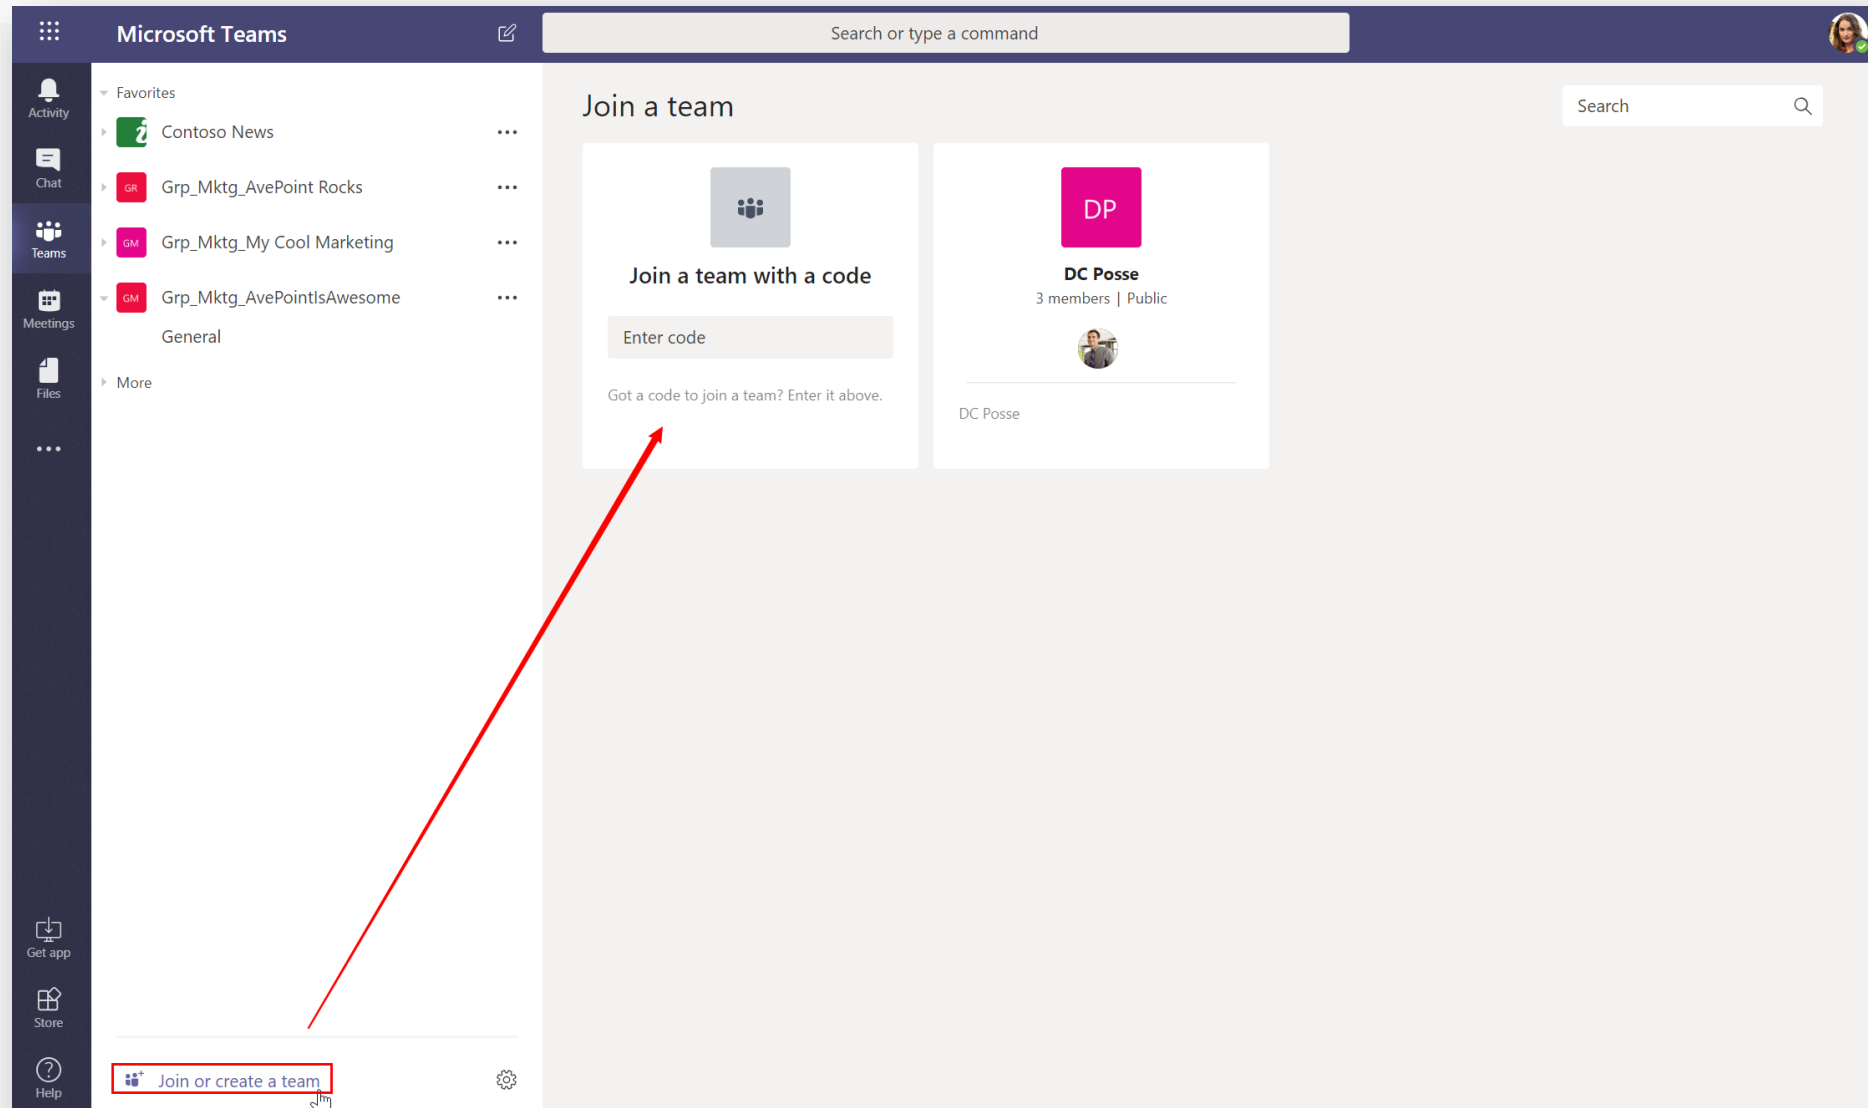 Microsoft Teams
Search or type a command
Activity
Chat
Teams
Meetings
Files
Get app
Store
Help
Favorites
Contoso News
GR Grp_Mktg_AvePoint Rocks
GM Grp_Mktg_My Cool Marketing
GM Grp_Mktg_AvePointIsAwesome
General
More
Join or create a team
Join a team
Search
Join a team with a code
Enter code
Got a code to join a team? Enter it above.
DP
DC Posse
3 members | Public
DC Posse